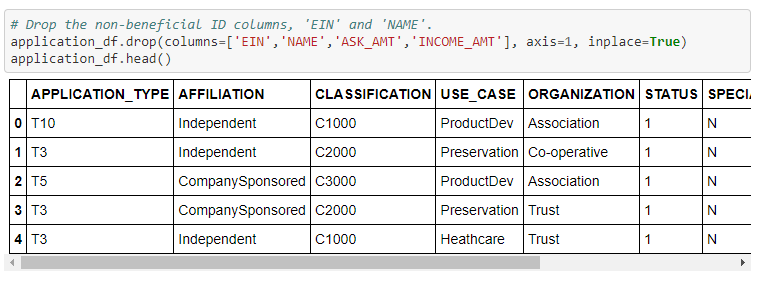 # Drop the non-beneficial ID columns, 'EIN' and 'NAME'.
application_df.drop(columns=['EIN','NAME','ASK_AMT','INCOME_AMT'], axis=1, inplace=True)
application_df.head()
APPLICATION_TYPE AFFILIATION CLASSIFICATION USE_CASE ORGANIZATION STATUS SPECI
0 T10 Independent C1000 ProductDev Association 1 N
1 T3 Independent C2000 Preservation Co-operative 1 N
2 T5 CompanySponsored C3000 ProductDev Association 1 N
3 T3 CompanySponsored C2000 Preservation Trust 1 N
4 T3 Independent C1000 Heathcare Trust 1 N